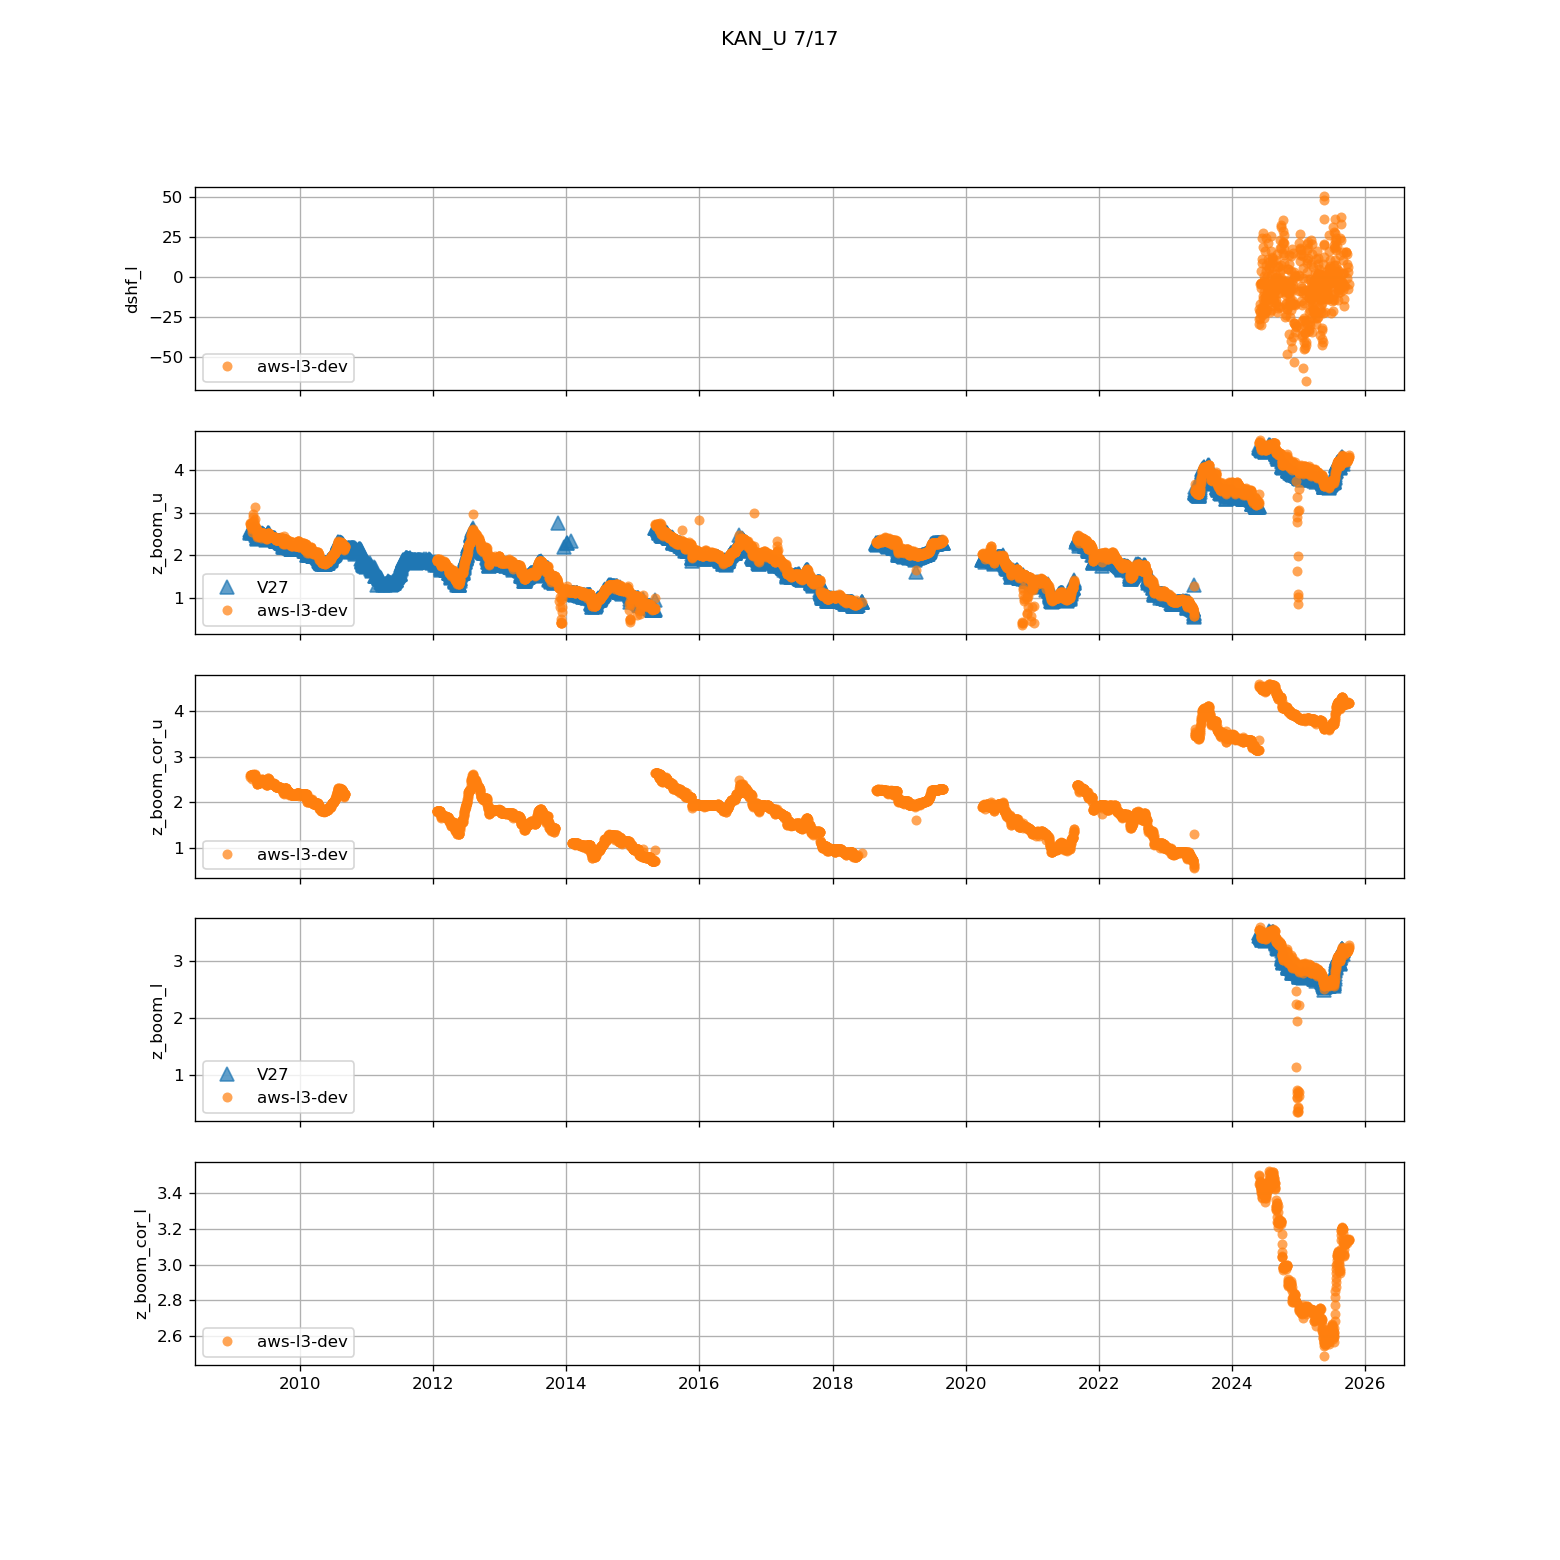 KAN_U 7/17
50
25
0
−25
−50
dshf_l
aws-l3-dev
4
3
2
1
z_boom_u
V27
aws-l3-dev
4
3
2
1
z_boom_cor_u
aws-l3-dev
3
2
1
z_boom_l
V27
aws-l3-dev
3.4
3.2
3.0
2.8
2.6
z_boom_cor_l
aws-l3-dev
2010 2012 2014 2016 2018 2020 2022 2024 2026